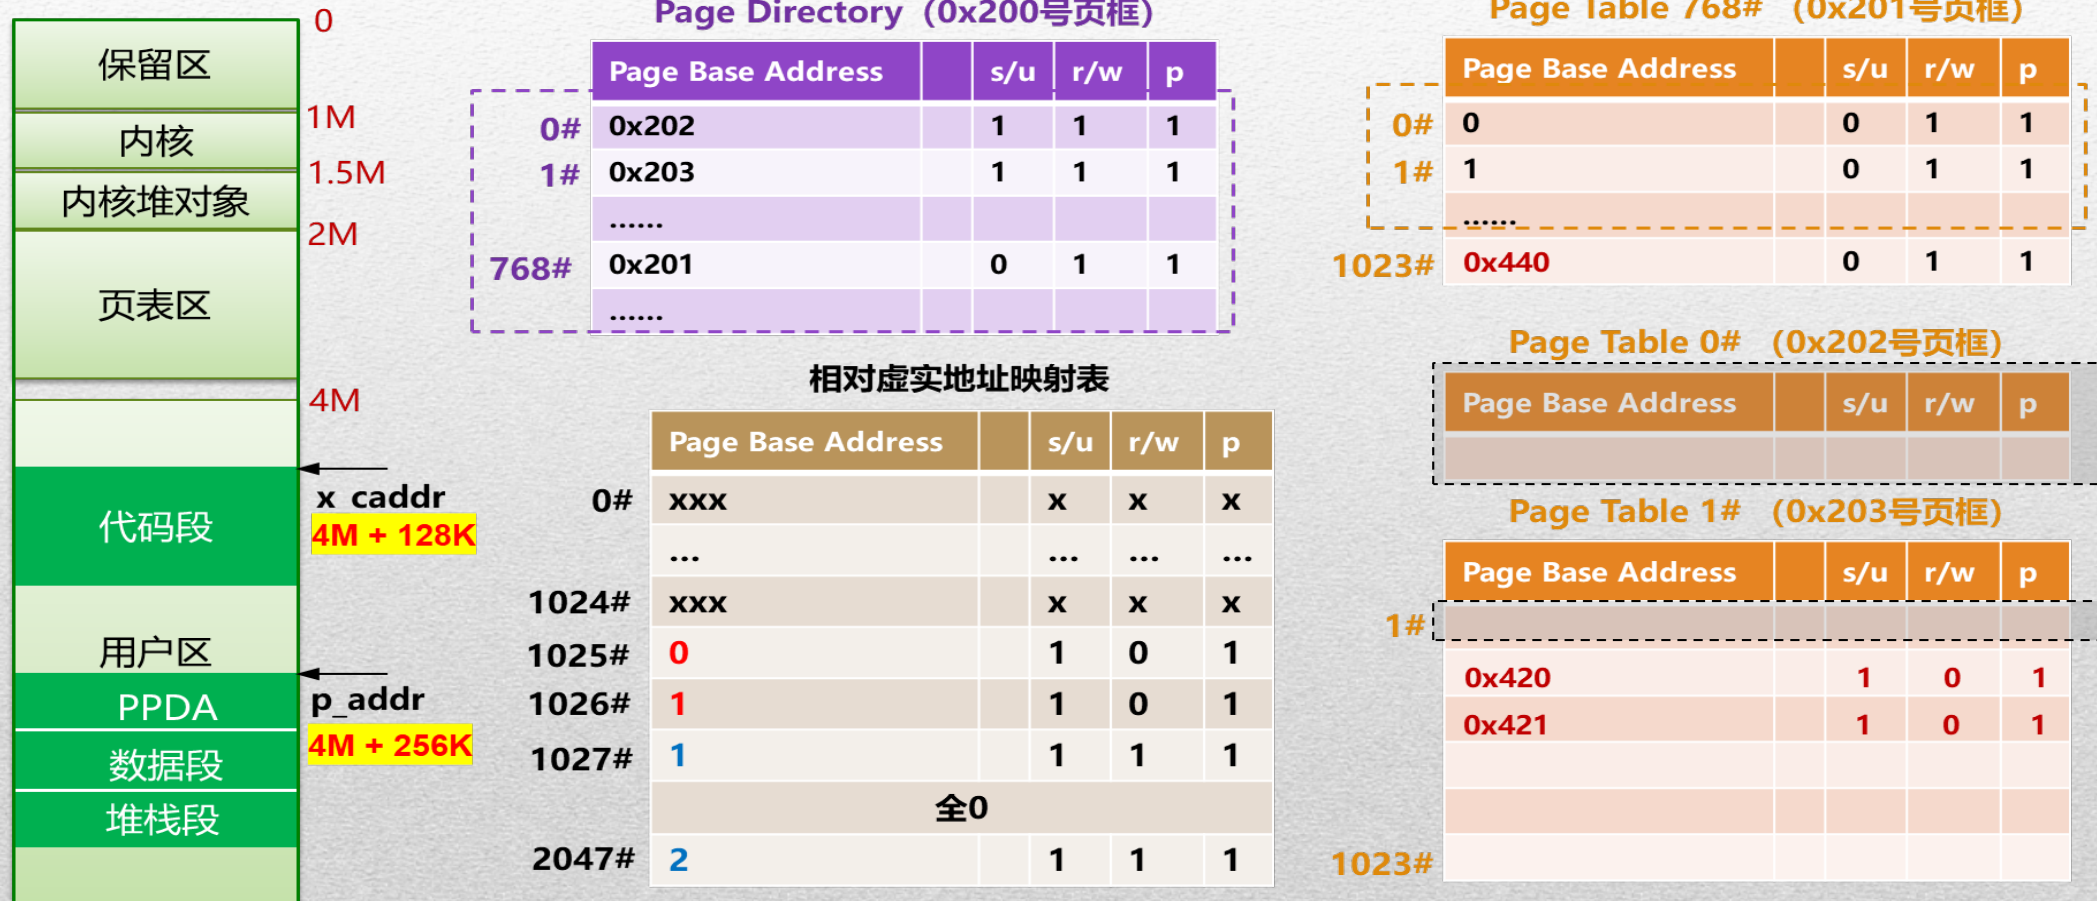 0
保留区
1M
内核
1.5M
内核堆对象
2M
页表区
4M
x_caddr
4M + 128K
代码段
用户区
p_addr
PPDA
4M + 256K
数据段
堆栈段
Page Directory（0x200号页框）
Page Base Address s/u r/w p
0# 0x202 1 1 1
1# 0x203 1 1 1
......
768# 0x201 0 1 1
......
相对虚实地址映射表
Page Base Address s/u r/w p
0# xxx x x x
... ... ... ...
1024# xxx x x x
1025# 0 1 0 1
1026# 1 1 0 1
1027# 1 1 1 1
全0
2047# 2 1 1 1
Page Table 768# （0x201号页框）
Page Base Address s/u r/w p
0# 0 0 1 1
1# 1 0 1 1
......
1023# 0x440 0 1 1
Page Table 0# （0x202号页框）
Page Base Address s/u r/w p
Page Table 1# （0x203号页框）
Page Base Address s/u r/w p
1#
0x420 1 0 1
0x421 1 0 1
1023#